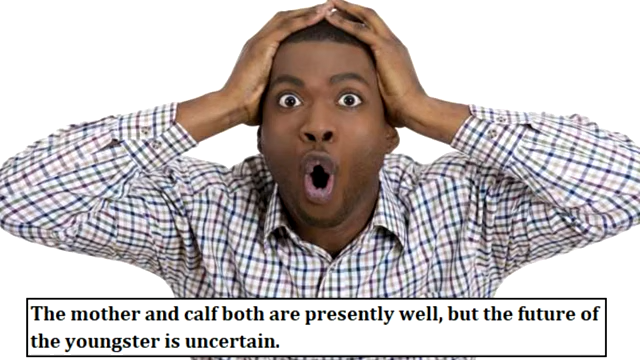 The mother and calf both are presently well, but the future of
the youngster is uncertain.